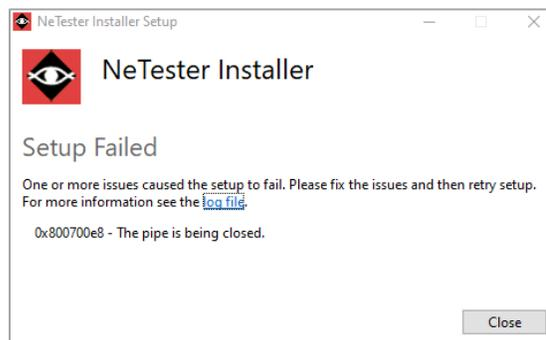 NeTester Installer Setup
NeTester Installer
Setup Failed
One or more issues caused the setup to fail. Please fix the issues and then retry setup.
For more information see the log file.
0x800700e8 - The pipe is being closed.
Close